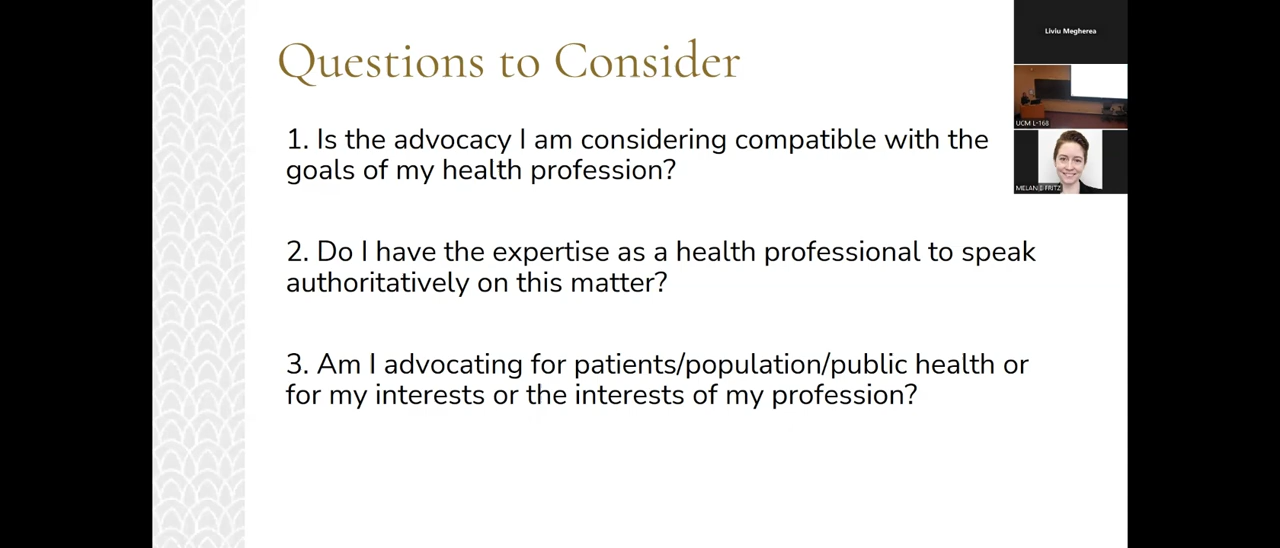 Questions to Consider
Liviu Megherea
UCM L-168
MELANIE FRITZ
1. Is the advocacy I am considering compatible with the
goals of my health profession?
2. Do I have the expertise as a health professional to speak
authoritatively on this matter?
3. Am I advocating for patients/population/public health or
for my interests or the interests of my profession?